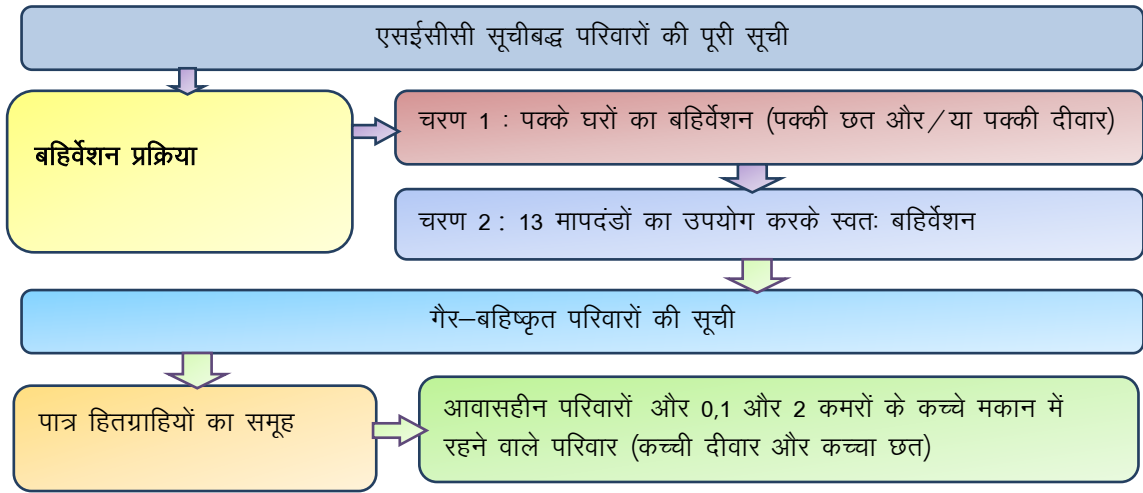 एसईसीसी सूचीबद्ध परिवारों की पूरी सूची
बहिर्वेशन प्रक्रिया
चरण 1 : पक्के घरों का बहिर्वेशन (पक्की छत और/या पक्की दीवार)
चरण 2 : 13 मापदंडों का उपयोग करके स्वतः बहिर्वेशन
गैर–बहिष्कृत परिवारों की सूची
पात्र हितग्राहियों का समूह
आवासहीन परिवारों और 0,1 और 2 कमरों के कच्चे मकान में
रहने वाले परिवार (कच्ची दीवार और कच्चा छत)